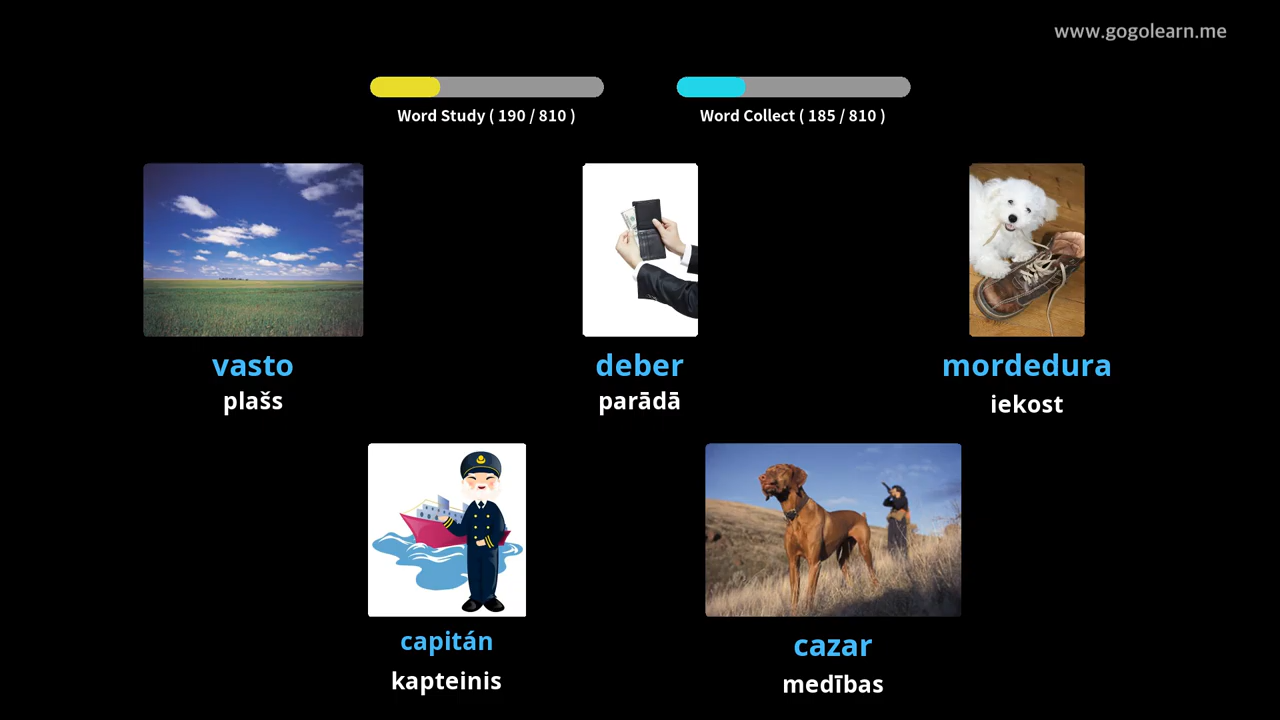 www.gogolearn.me
Word Study ( 190 / 810 )
Word Collect ( 185 / 810 )
vasto
plašs
deber
parādā
mordedura
iekost
capitán
kapteinis
cazar
medības